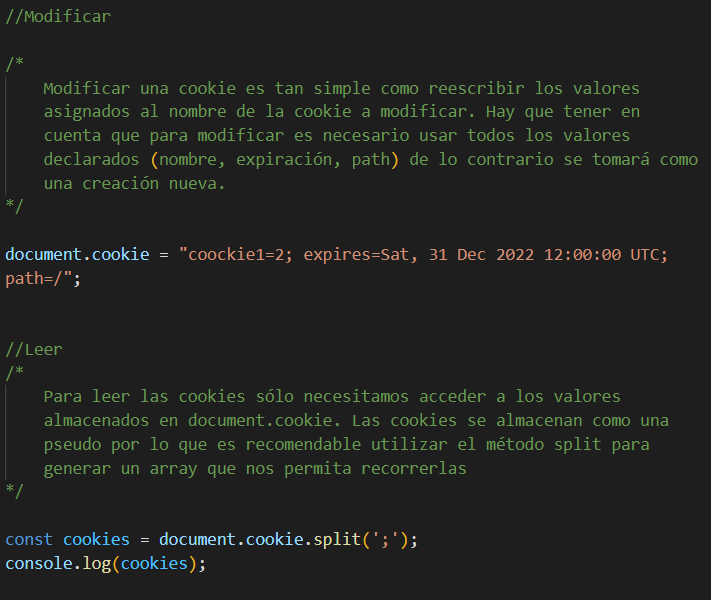 //Modificar
/*
Modificar una cookie es tan simple como reescribir los valores
asignados al nombre de la cookie a modificar. Hay que tener en
cuenta que para modificar es necesario usar todos los valores
declarados (nombre, expiración, path) de lo contrario se tomará como
una creación nueva.
*/
document.cookie = "coockie1=2; expires=Sat, 31 Dec 2022 12:00:00 UTC;
path=/";
//Leer
/*
Para leer las cookies sólo necesitamos acceder a los valores
almacenados en document.cookie. Las cookies se almacenan como una
pseudo por lo que es recomendable utilizar el método split para
generar un array que nos permita recorrerlas
*/
const cookies = document.cookie.split(';');
console.log(cookies);